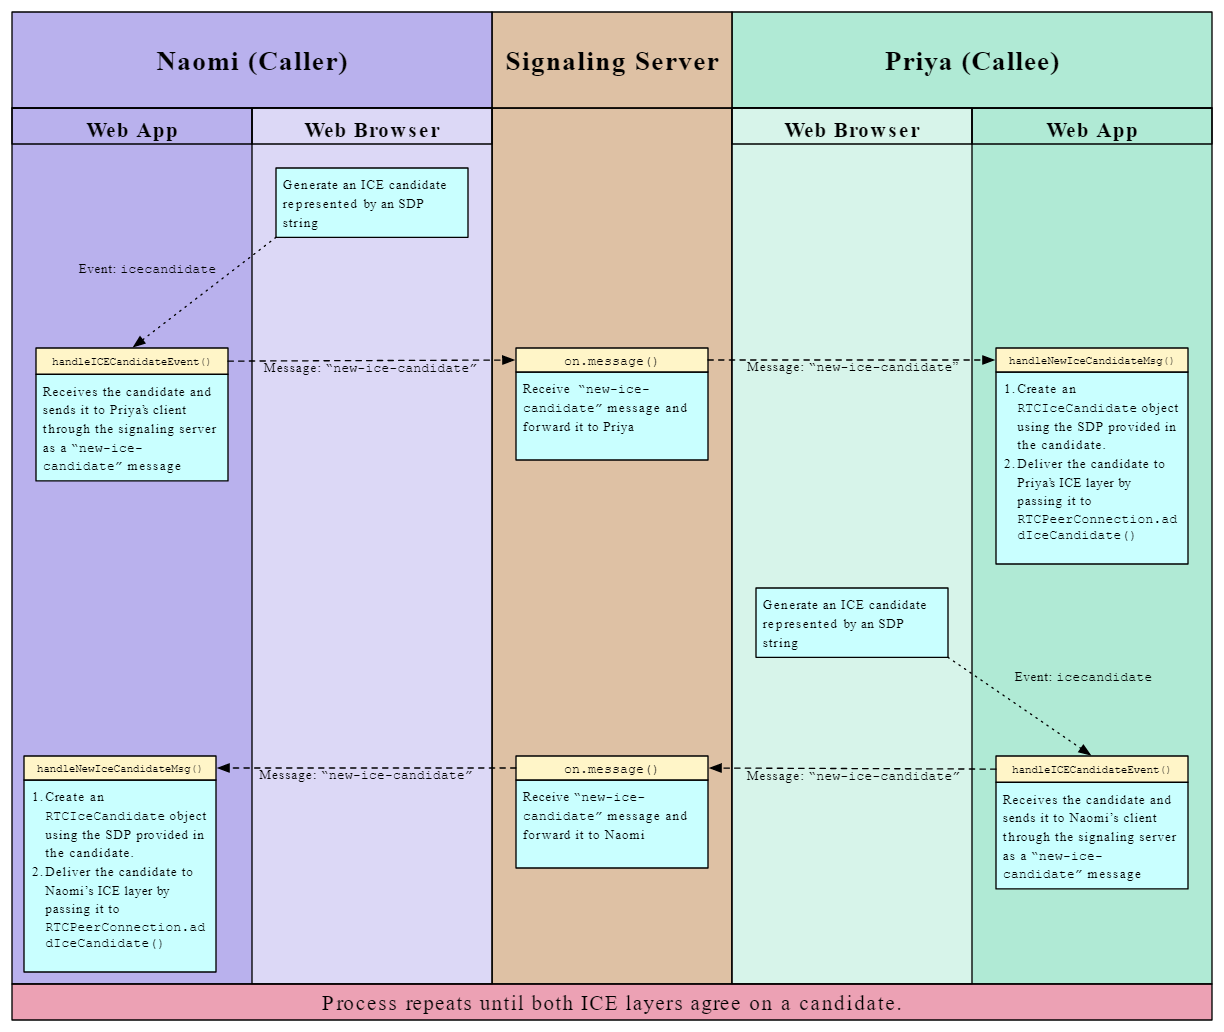 Naomi (Caller)
Signaling Server
Priya (Callee)
Web App
Web Browser
Web Browser
Web App
Generate an ICE candidate
represented by an SDP
string
Event: icecandidate
handleICECandidateEvent()
Receives the candidate and
sends it to Priya's client
through the signaling server
as a “new-ice-
candidate” message
Message: “new-ice-candidate”
on.message()
Receive “new-ice-
candidate” message and
forward it to Priya
Message: “new-ice-candidate”
handleNewIceCandidateMsg()
1. Create an
RTCIceCandidate object
using the SDP provided in
the candidate.
2. Deliver the candidate to
Priya's ICE layer by
passing it to
RTCPeerConnection.ad
dIceCandidate()
Generate an ICE candidate
represented by an SDP
string
Event: icecandidate
handleICECandidateEvent()
Receives the candidate and
sends it to Naomi's client
through the signaling server
as a “new-ice-
candidate” message
Message: “new-ice-candidate”
on.message()
Receive “new-ice-
candidate” message and
forward it to Naomi
Message: “new-ice-candidate”
handleNewIceCandidateMsg()
1. Create an
RTCIceCandidate object
using the SDP provided in
the candidate.
2. Deliver the candidate to
Naomi's ICE layer by
passing it to
RTCPeerConnection.ad
dIceCandidate()
Process repeats until both ICE layers agree on a candidate.